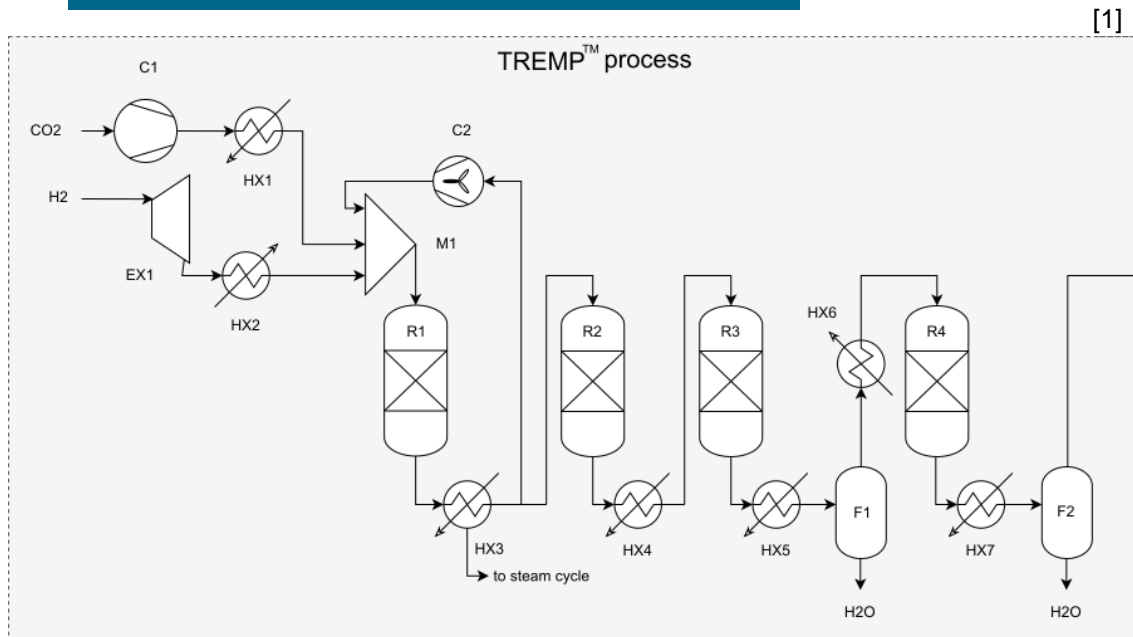 [1]
TREMP™ process
C1
CO2
C2
HX1
H2
M1
EX1
HX2
HX6
R1
R2
R3
R4
F1
F2
HX3
HX4
HX5
HX7
to steam cycle
H2O
H2O